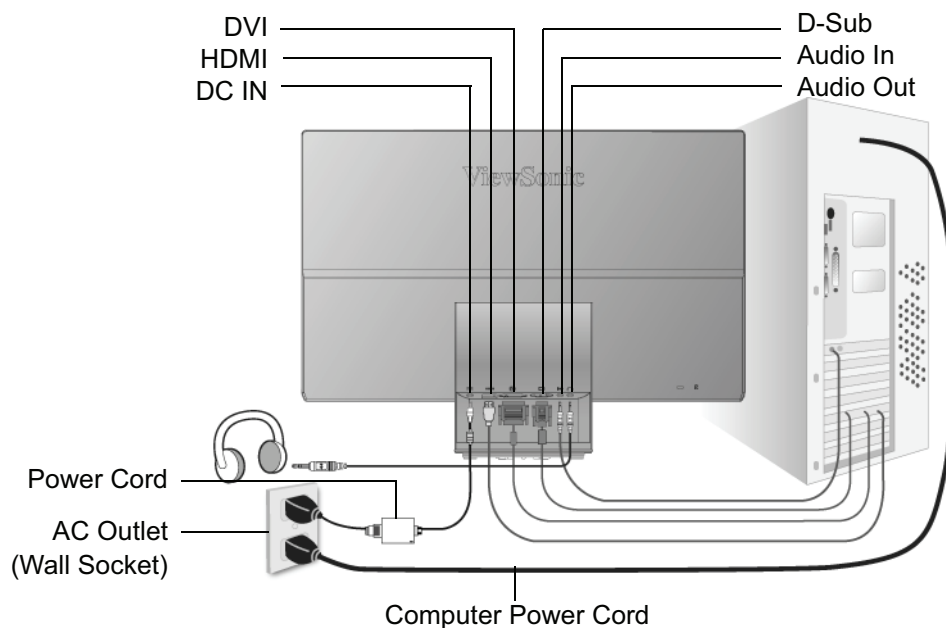 DVI
HDMI
DC IN
D-Sub
Audio In
Audio Out
ViewSonic
Power Cord
AC Outlet
(Wall Socket)
Computer Power Cord